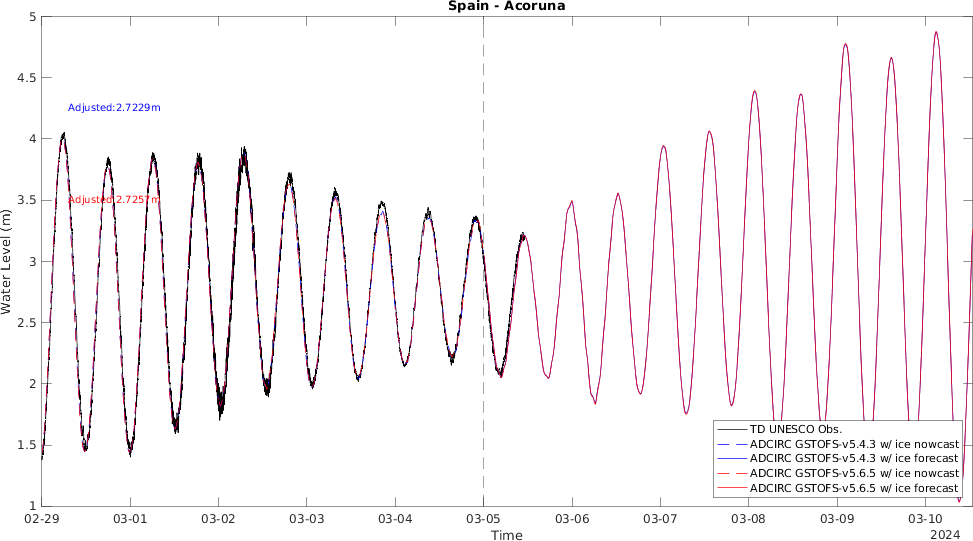 Spain - Acoruna
5
4.5
4
3.5
3
2.5
2
1.5
1
Water Level (m)
Adjusted:2.7229m
Adjusted:2.7257m
TD UNESCO Obs.
ADCIRC GSTOFS-v5.4.3 w/ ice nowcast
ADCIRC GSTOFS-v5.4.3 w/ ice forecast
ADCIRC GSTOFS-v5.6.5 w/ ice nowcast
ADCIRC GSTOFS-v5.6.5 w/ ice forecast
02-29 03-01 03-02 03-03 03-04 03-05 03-06 03-07 03-08 03-09 03-10
Time
2024